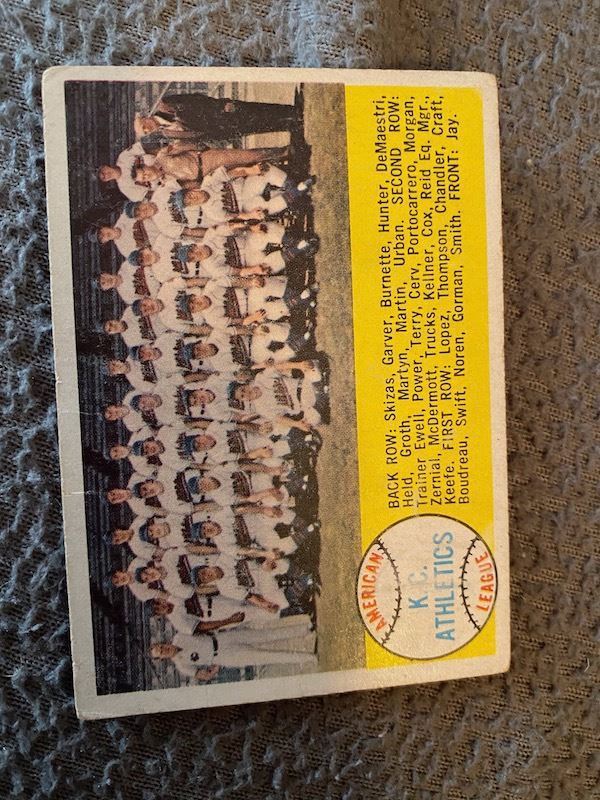 AMERICAN
K. C.
ATHLETICS
LEAGUE
BACK ROW: Skizas, Garver, Burnette, Hunter, DeMaestri,
Held, Groth, Martyn, Martin, Urban. SECOND ROW:
Trainer Ewell, Power, Terry, Cerv, Portocarrero, Morgan,
Zernial, McDermott, Trucks, Kellner, Cox, Reid Eq. Mgr.,
Keefe. FIRST ROW: Lopez, Thompson, Chandler, Craft,
Boudreau, Swift, Noren, Gorman, Smith. FRONT: Jay.